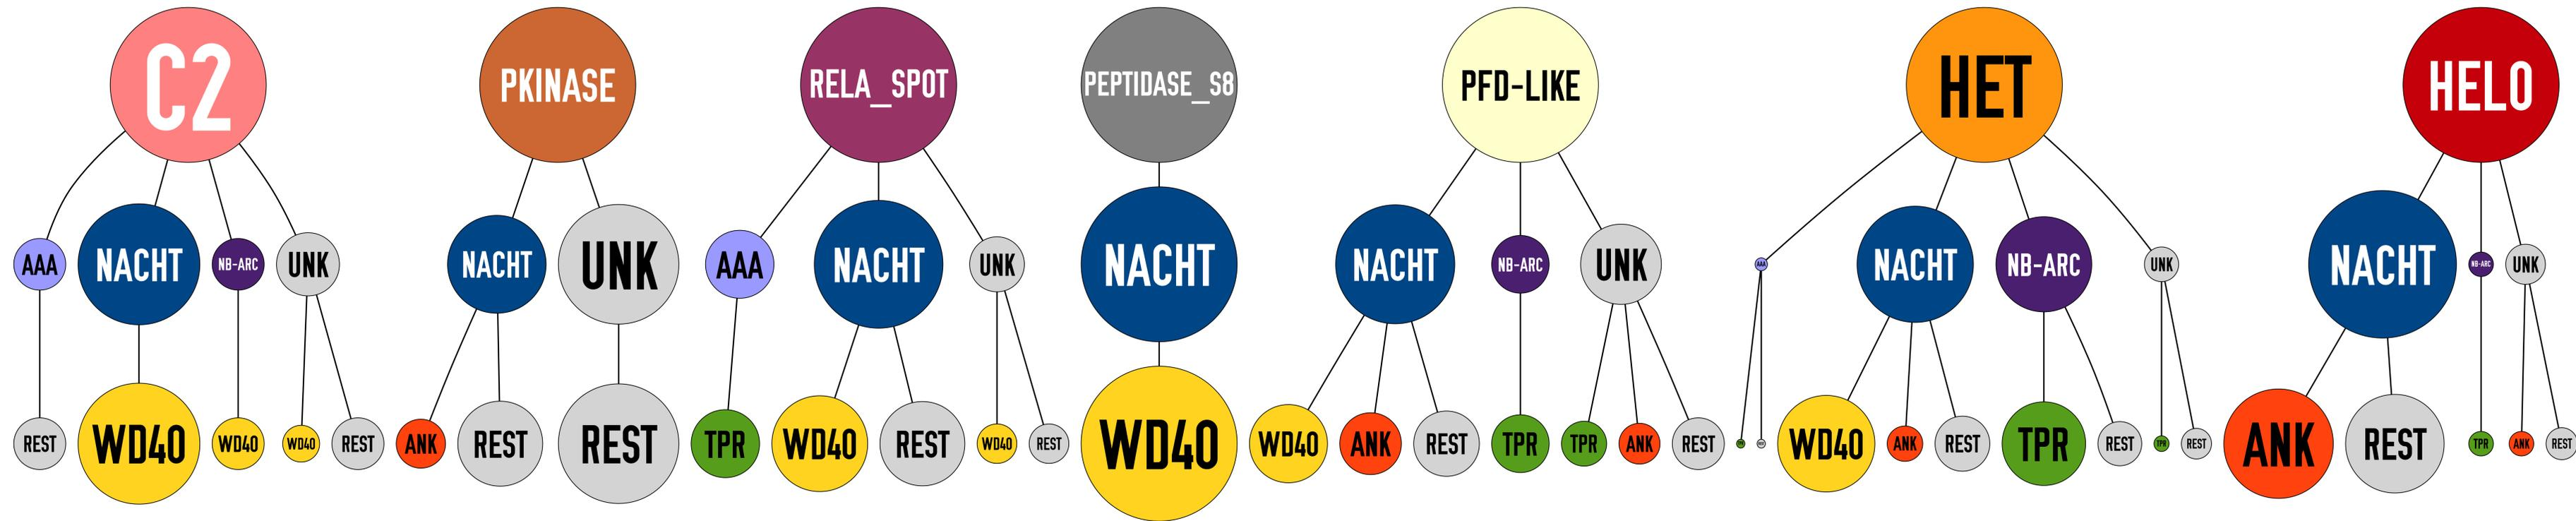 C2
PKINASE
RELA_SPOT
PEPTIDASE_S8
PFD-LIKE
HET
HELO
AAA
NACHT
NB-ARC
UNK
NACHT
UNK
AAA
NACHT
UNK
NACHT
NACHT
NB-ARC
UNK
AAA
NACHT
NB-ARC
UNK
NACHT
NB-ARC
UNK
REST
WD40
WD40
WD40
REST
ANK
REST
REST
TPR
WD40
REST
WD40
REST
WD40
WD40
ANK
REST
TPR
TPR
ANK
REST
WD40
ANK
REST
TPR
REST
TPR
REST
ANK
REST
TPR
ANK
REST